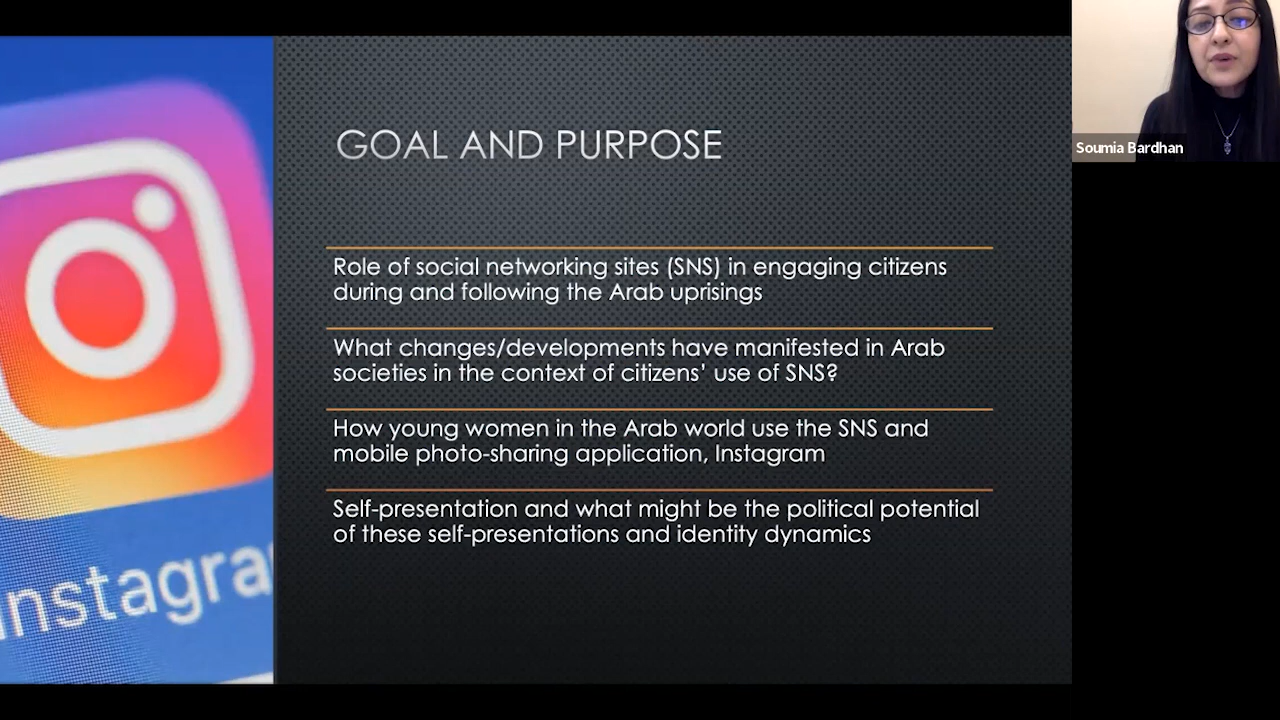 GOAL AND PURPOSE
Role of social networking sites (SNS) in engaging citizens
during and following the Arab uprisings
What changes/developments have manifested in Arab
societies in the context of citizens’ use of SNS?
How young women in the Arab world use the SNS and
mobile photo-sharing application, Instagram
Self-presentation and what might be the political potential
of these self-presentations and identity dynamics
Instagra
Soumia Bardhan